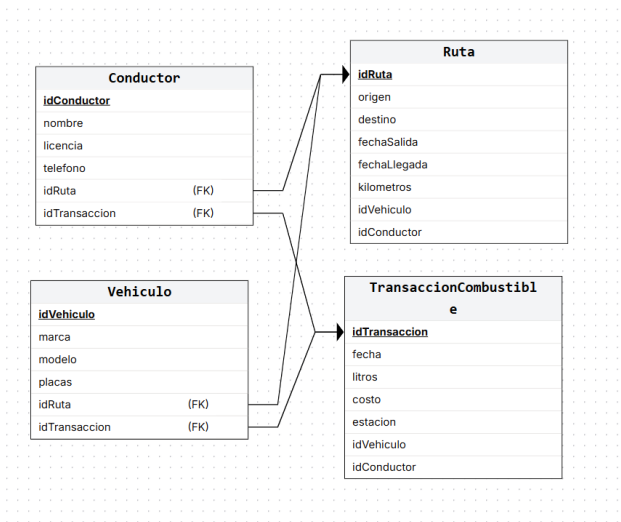 Conductor
idConductor
nombre
licencia
telefono
idRuta (FK)
idTransaccion (FK)
Ruta
idRuta
origen
destino
fechaSalida
fechaLlegada
kilometros
idVehiculo
idConductor
Vehiculo
idVehiculo
marca
modelo
placas
idRuta (FK)
idTransaccion (FK)
TransaccionCombustibl
e
idTransaccion
fecha
litros
costo
estacion
idVehiculo
idConductor